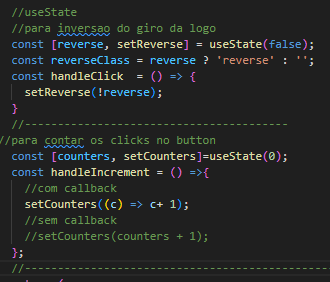 //useState
//para inversao do giro da logo
const [reverse, setReverse] = useState(false);
const reverseClass = reverse ? 'reverse' : '';
const handleClick  = () => {
setReverse(!reverse);
}
//----------------------------------------
//para contar os clicks no button
const [counters, setCounters]=useState(0);
const handleIncrement = () =>{
//com callback
setCounters((c) => c+ 1);
//sem callback
//setCounters(counters + 1);
};
//----------------------------------------------